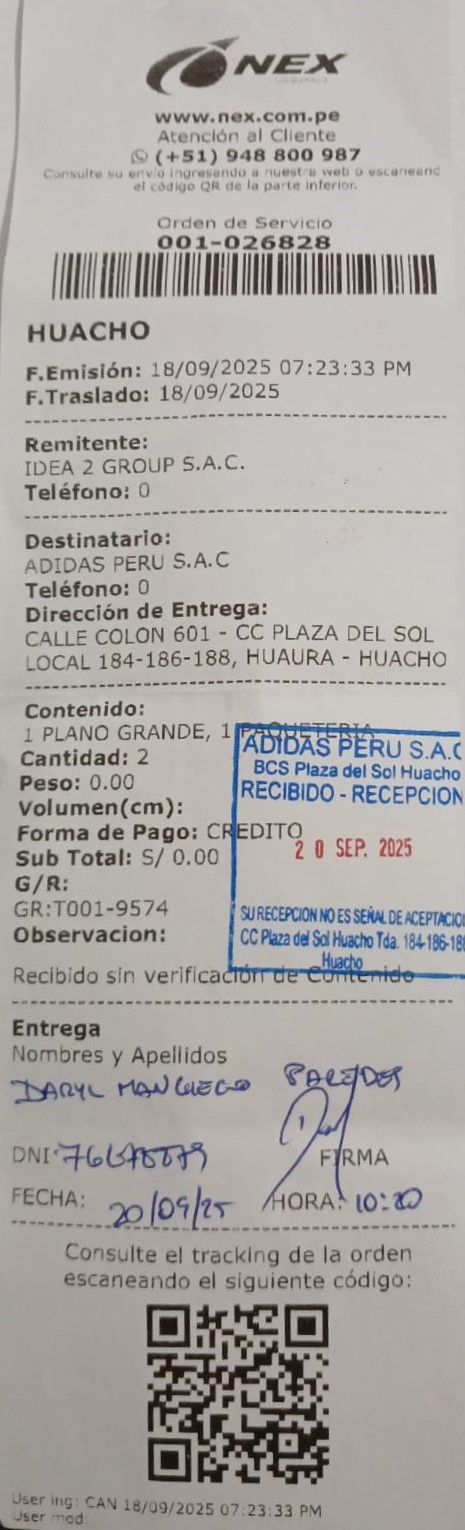 NEX
www.nex.com.pe
Atención al Cliente
(+51) 948 800 987
Consulte su envío ingresando a nuestra web o escaneand
el código QR de la parte inferior.
Orden de Servicio
001-026828
HUACHO
F.Emisión: 18/09/2025 07:23:33 PM
F.Traslado: 18/09/2025
Remitente:
IDEA 2 GROUP S.A.C.
Teléfono: 0
Destinatario:
ADIDAS PERU S.A.C
Teléfono: 0
Dirección de Entrega:
CALLE COLON 601 - CC PLAZA DEL SOL
LOCAL 184-186-188, HUAURA - HUACHO
Contenido:
1 PLANO GRANDE, 1 PAQUETERIA
Cantidad: 2
Peso: 0.00
Volumen(cm):
Forma de Pago: CREDITO
Sub Total: S/ 0.00
G/R:
GR:T001-9574
Observacion:
Recibido sin verificación de Contenido
ADIDAS PERU S.A.C
BCS Plaza del Sol Huacho
RECIBIDO - RECEPCION
20 SEP. 2025
SU RECEPCION NO ES SEÑAL DE ACEPTACIO
CC Plaza del Sol Huacho Tda. 184-186-188
Huacho
Entrega
Nombres y Apellidos
DARYL MANCHEGO PAREDES
DNI:
FIRMA
FECHA: 20/09/25 HORA: 10:20
Consulte el tracking de la orden
escaneando el siguiente código:
User ing: CAN 18/09/2025 07:23:33 PM
User mod: